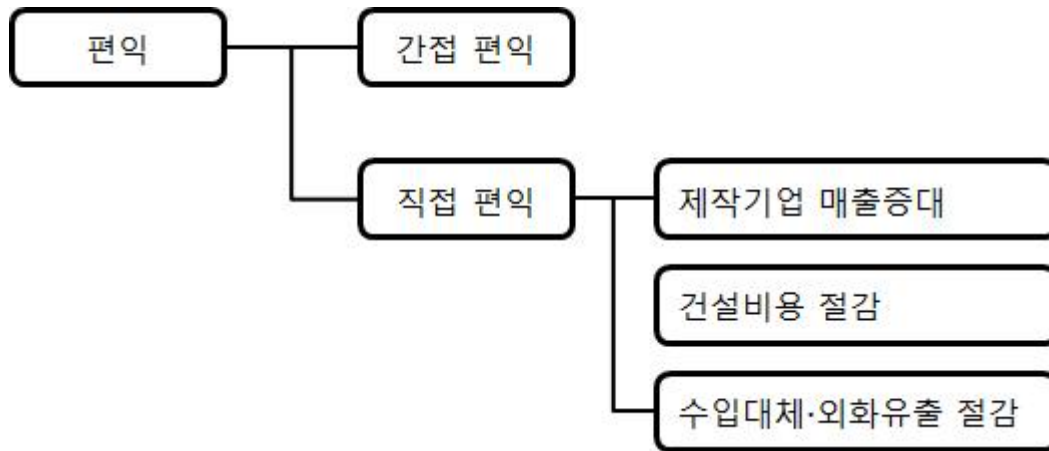 편익
간접 편익
직접 편익
제작기업 매출증대
건설비용 절감
수입대체·외화유출 절감